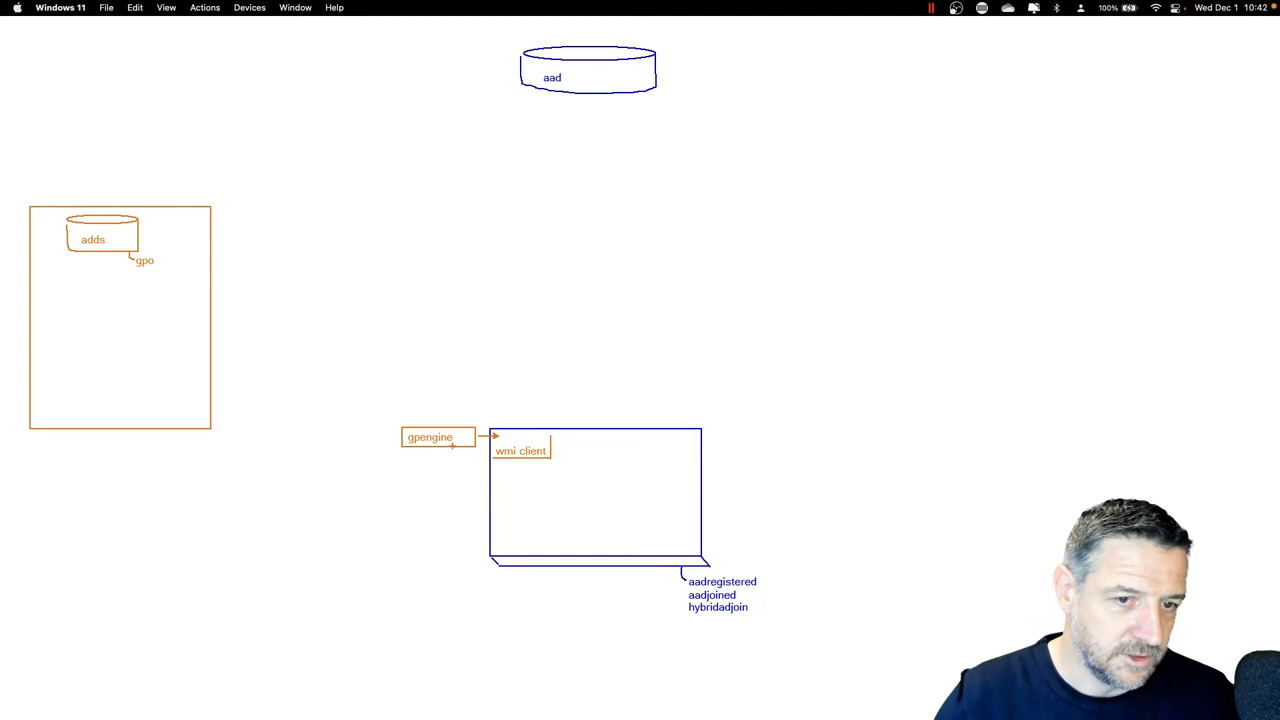 Windows 11 File Edit View Actions Devices Window Help 100% Wed Dec 1 10:42
aad
adds
gpo
gpengine
wmi client
aadregistered
aadjoined
hybridadjoin